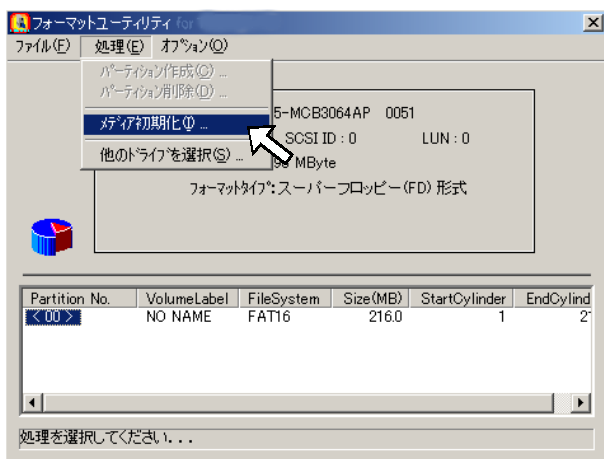 フォーマットユーティリティ for
ファイル(F) 処理(E) オプション(O)
パーティション作成(C) ...
パーティション削除(D) ...
メディア初期化(I) ...
他のドライブを選択(S) ...
5-MCB3064AP 0051
SCSI ID : 0 LUN : 0
MByte
フォーマットタイプ:スーパーフロッピー(FD) 形式
Partition No. VolumeLabel FileSystem Size(MB) StartCylinder EndCylind
< 00 > NO NAME FAT16 216.0 1 2
処理を選択してください...